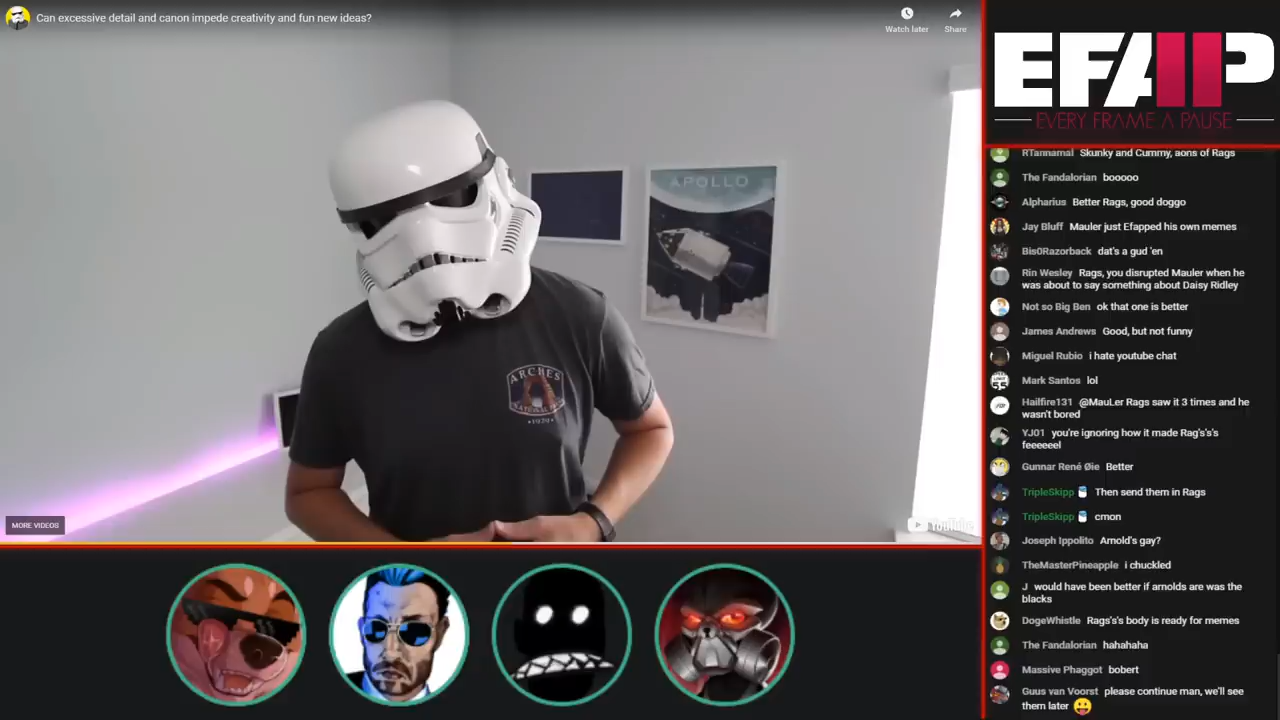 Can excessive detail and canon impede creativity and fun new ideas?
Watch later
Share
APOLLO
ARCHES
NATIONAL PARK
•1929•
MORE VIDEOS
YouTube
EFAP
EVERY FRAME A PAUSE
RTannamal Skunky and Cummy, aons of Rags
The Fandalorian booooo
Alpharius Better Rags, good doggo
Jay Bluff Mauler just Efapped his own memes
Bis0Razorback dat's a gud 'en
Rin Wesley Rags, you disrupted Mauler when he
was about to say something about Daisy Ridley
Not so Big Ben ok that one is better
James Andrews Good, but not funny
Miguel Rubio i hate youtube chat
Mark Santos lol
Hailfire131 @MauLer Rags saw it 3 times and he
wasn't bored
YJ01 you're ignoring how it made Rag's's's
feeeeeel
Gunnar René Øie Better
TripleSkipp Then send them in Rags
TripleSkipp cmon
Joseph Ippolito Arnold's gay?
TheMasterPineapple i chuckled
J would have been better if arnolds are was the
blacks
DogeWhistle Rags's's body is ready for memes
The Fandalorian hahahaha
Massive Phaggot bobert
Guus van Voorst please continue man, we'll see
them later